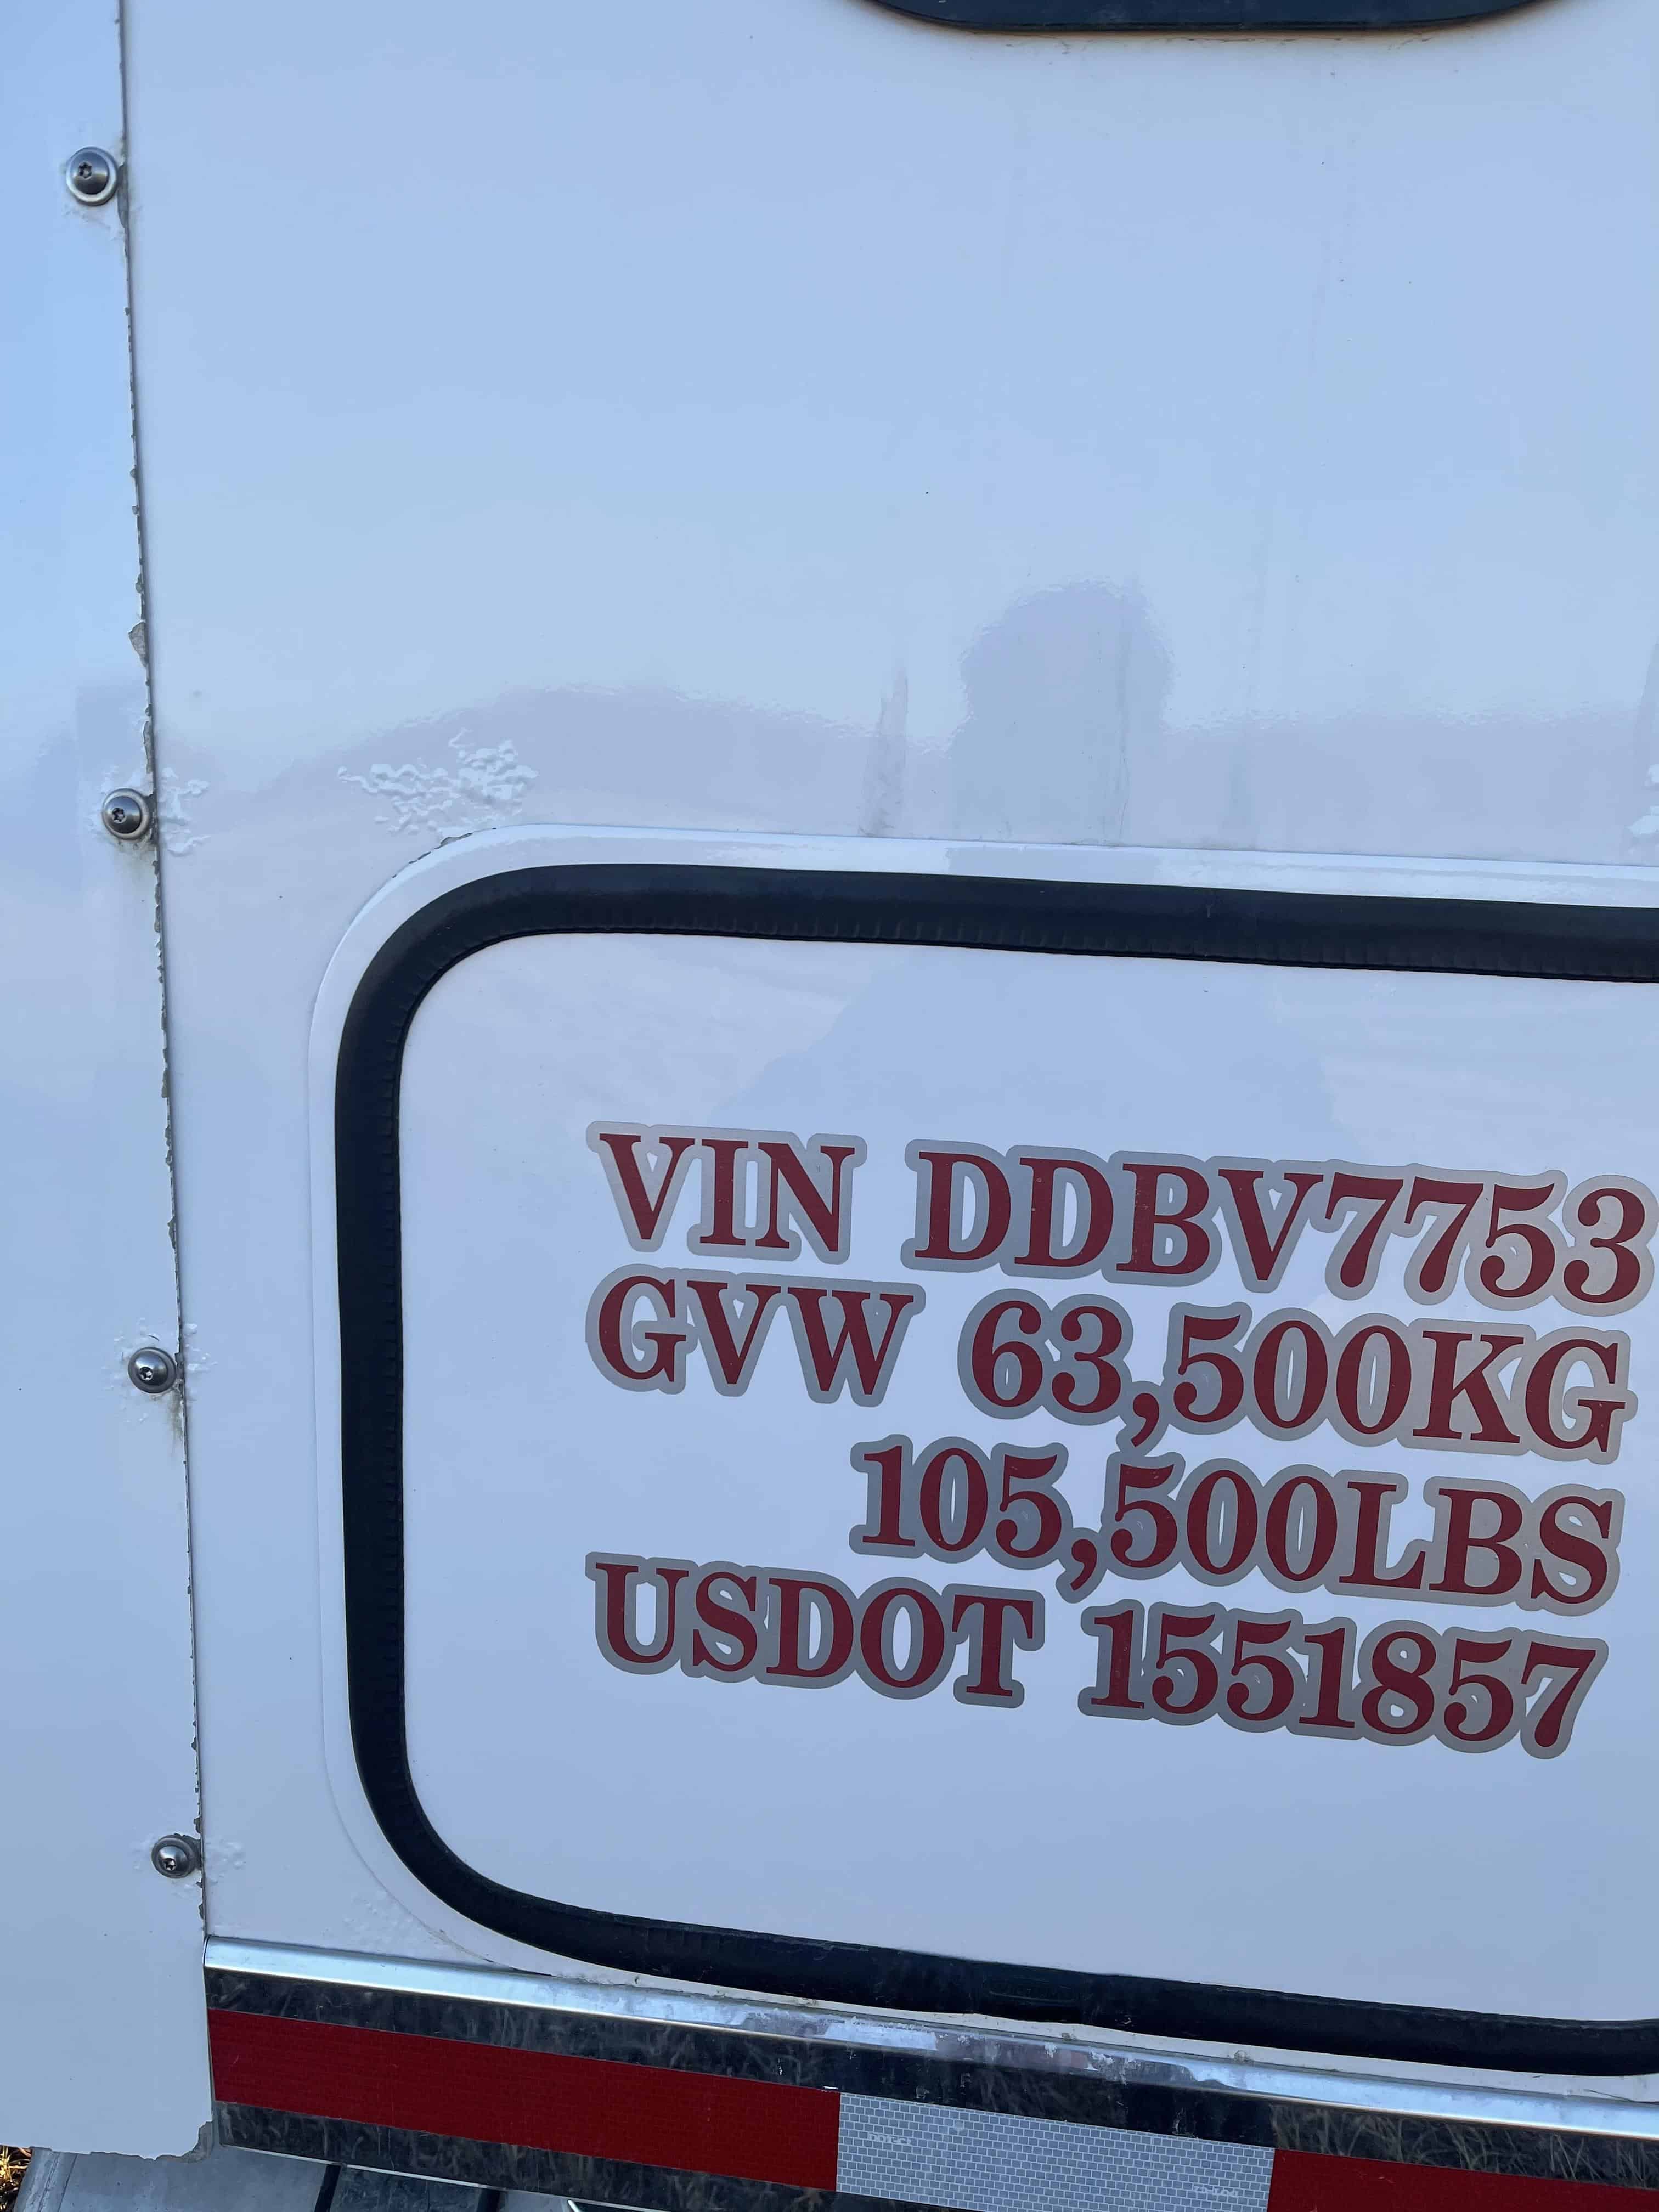 VIN DDBV7753
GVW 63,500KG
105,500LBS
USDOT 1551857